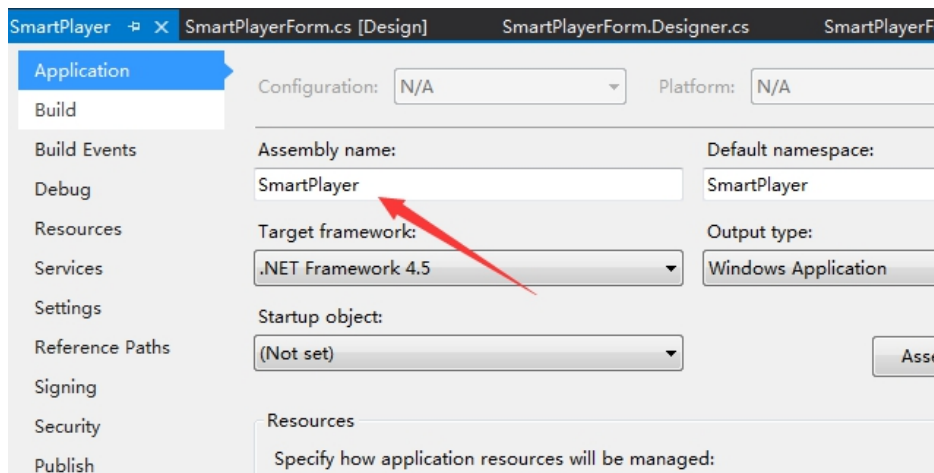 SmartPlayer SmartPlayerForm.cs [Design] SmartPlayerForm.Designer.cs SmartPlayerF
Application
Configuration: N/A Platform: N/A
Build
Build Events
Assembly name: Default namespace:
Debug
SmartPlayer SmartPlayer
Resources
Target framework: Output type:
Services
.NET Framework 4.5 Windows Application
Settings
Startup object:
Reference Paths
(Not set) Asse
Signing
Security
Resources
Publish
Specify how application resources will be managed: